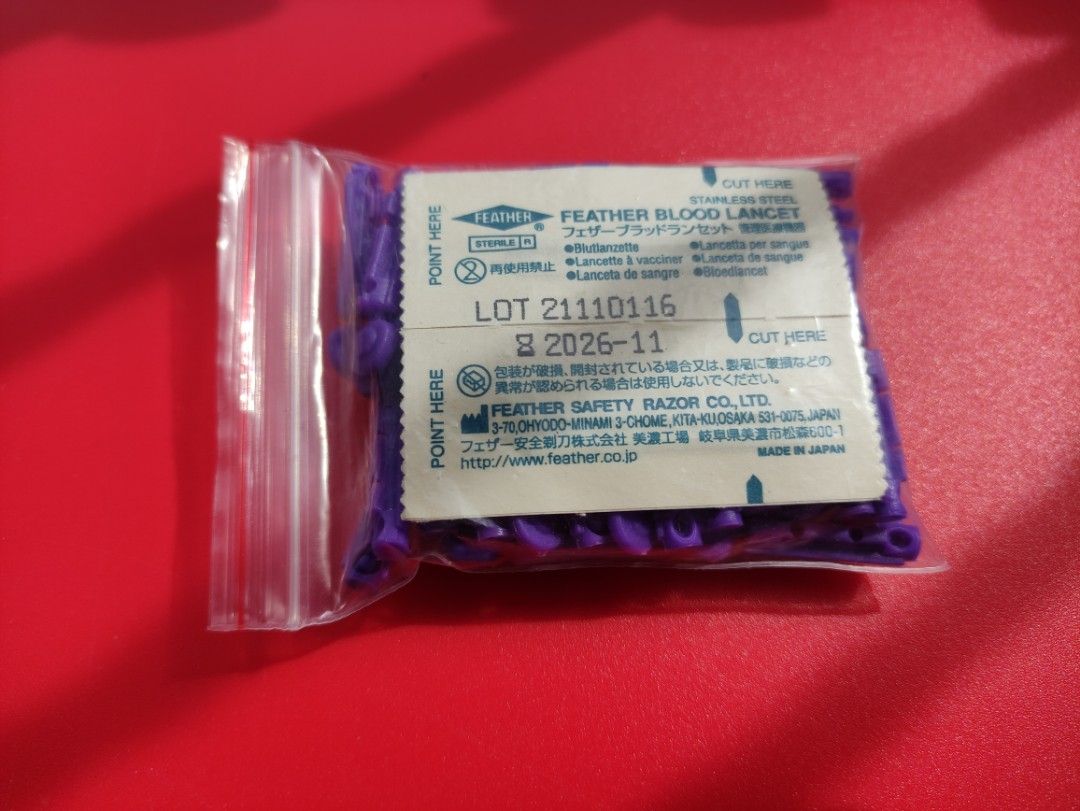 CUT HERE
POINT HERE
FEATHER®
STERILE R
STAINLESS STEEL
FEATHER BLOOD LANCET
フェザーブラッドランセット 管理医療機器
再使用禁止
●Blutlanzette ●Lancetta per sangue
●Lancette à vacciner ●Lanceta de sangue
●Lanceta de sangre ●Bloedlancet
LOT 21110116
2026-11
CUT HERE
POINT HERE
包装が破損、開封されている場合又は、製品に破損などの
異常が認められる場合は使用しないでください。
FEATHER SAFETY RAZOR CO., LTD.
3-70, OHYODO-MINAMI 3-CHOME, KITA-KU, OSAKA 531-0075, JAPAN
フェザー安全剃刀株式会社 美濃工場 岐阜県美濃市松森600-1
http://www.feather.co.jp
MADE IN JAPAN